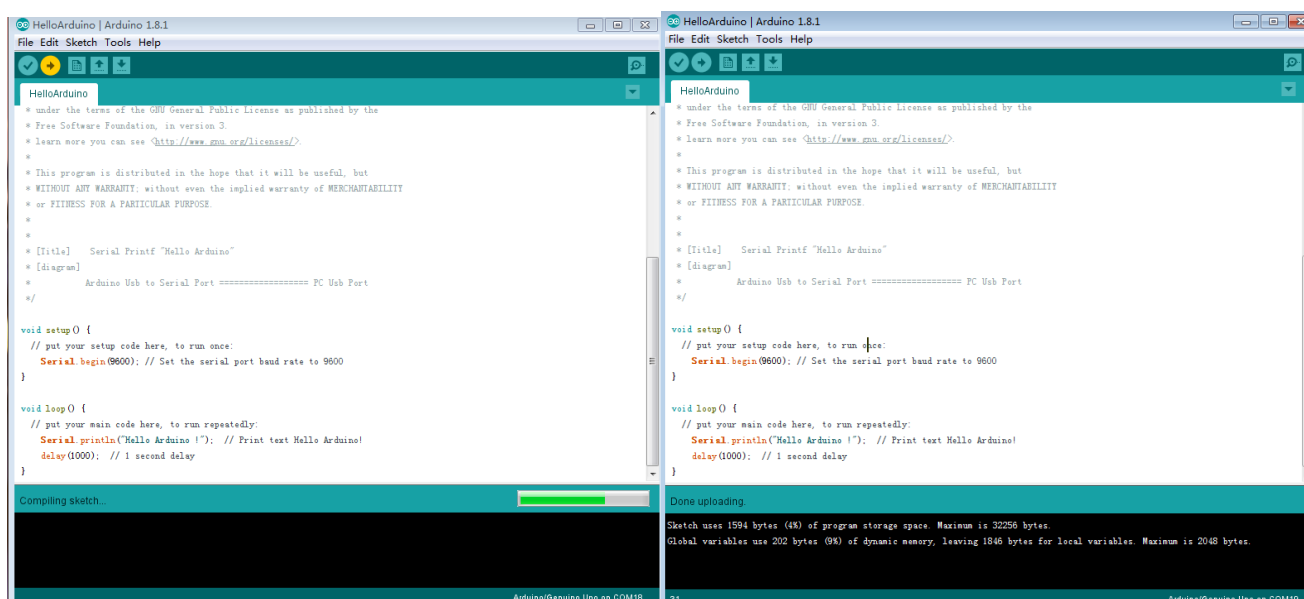 HelloArduino | Arduino 1.8.1
File Edit Sketch Tools Help
HelloArduino
* under the terms of the GNU General Public License as published by the
* Free Software Foundation, in version 3.
* learn more you can see <http://www.gnu.org/licenses/>.
*
* This program is distributed in the hope that it will be useful, but
* WITHOUT ANY WARRANTY; without even the implied warranty of MERCHANTABILITY
* or FITNESS FOR A PARTICULAR PURPOSE.
*
*
* [Title]    Serial Printf "Hello Arduino"
* [diagram]
*          Arduino Usb to Serial Port ================== PC Usb Port
*/
void setup() {
// put your setup code here, to run once:
Serial.begin(9600); // Set the serial port baud rate to 9600
}
void loop() {
// put your main code here, to run repeatedly:
Serial.println("Hello Arduino !");  // Print text Hello Arduino!
delay(1000);  // 1 second delay
}
Compiling sketch...
Arduino/Genuino Uno on COM18
HelloArduino | Arduino 1.8.1
File Edit Sketch Tools Help
HelloArduino
* under the terms of the GNU General Public License as published by the
* Free Software Foundation, in version 3.
* learn more you can see <http://www.gnu.org/licenses/>.
*
* This program is distributed in the hope that it will be useful, but
* WITHOUT ANY WARRANTY; without even the implied warranty of MERCHANTABILITY
* or FITNESS FOR A PARTICULAR PURPOSE.
*
*
* [Title]    Serial Printf "Hello Arduino"
* [diagram]
*          Arduino Usb to Serial Port ================== PC Usb Port
*/
void setup() {
// put your setup code here, to run once:
Serial.begin(9600); // Set the serial port baud rate to 9600
}
void loop() {
// put your main code here, to run repeatedly:
Serial.println("Hello Arduino !");  // Print text Hello Arduino!
delay(1000);  // 1 second delay
}
Done uploading.
Sketch uses 1594 bytes (4%) of program storage space. Maximum is 32256 bytes.
Global variables use 202 bytes (9%) of dynamic memory, leaving 1846 bytes for local variables. Maximum is 2048 bytes.
Arduino/Genuino Uno on